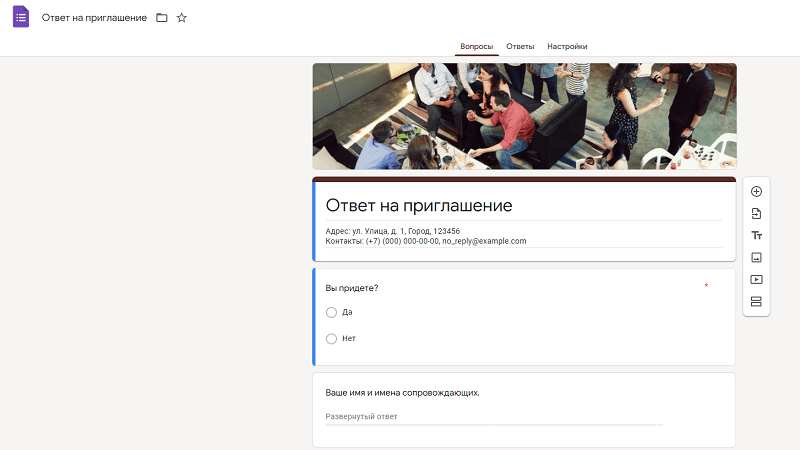 Ответ на приглашение
Вопросы Ответы Настройки
Ответ на приглашение
Адрес: ул. Улица, д. 1, Город, 123456
Контакты: (+7) (000) 000-00-00, no_reply@example.com
Вы придете? *
Да
Нет
Ваше имя и имена сопровождающих.
Развернутый ответ